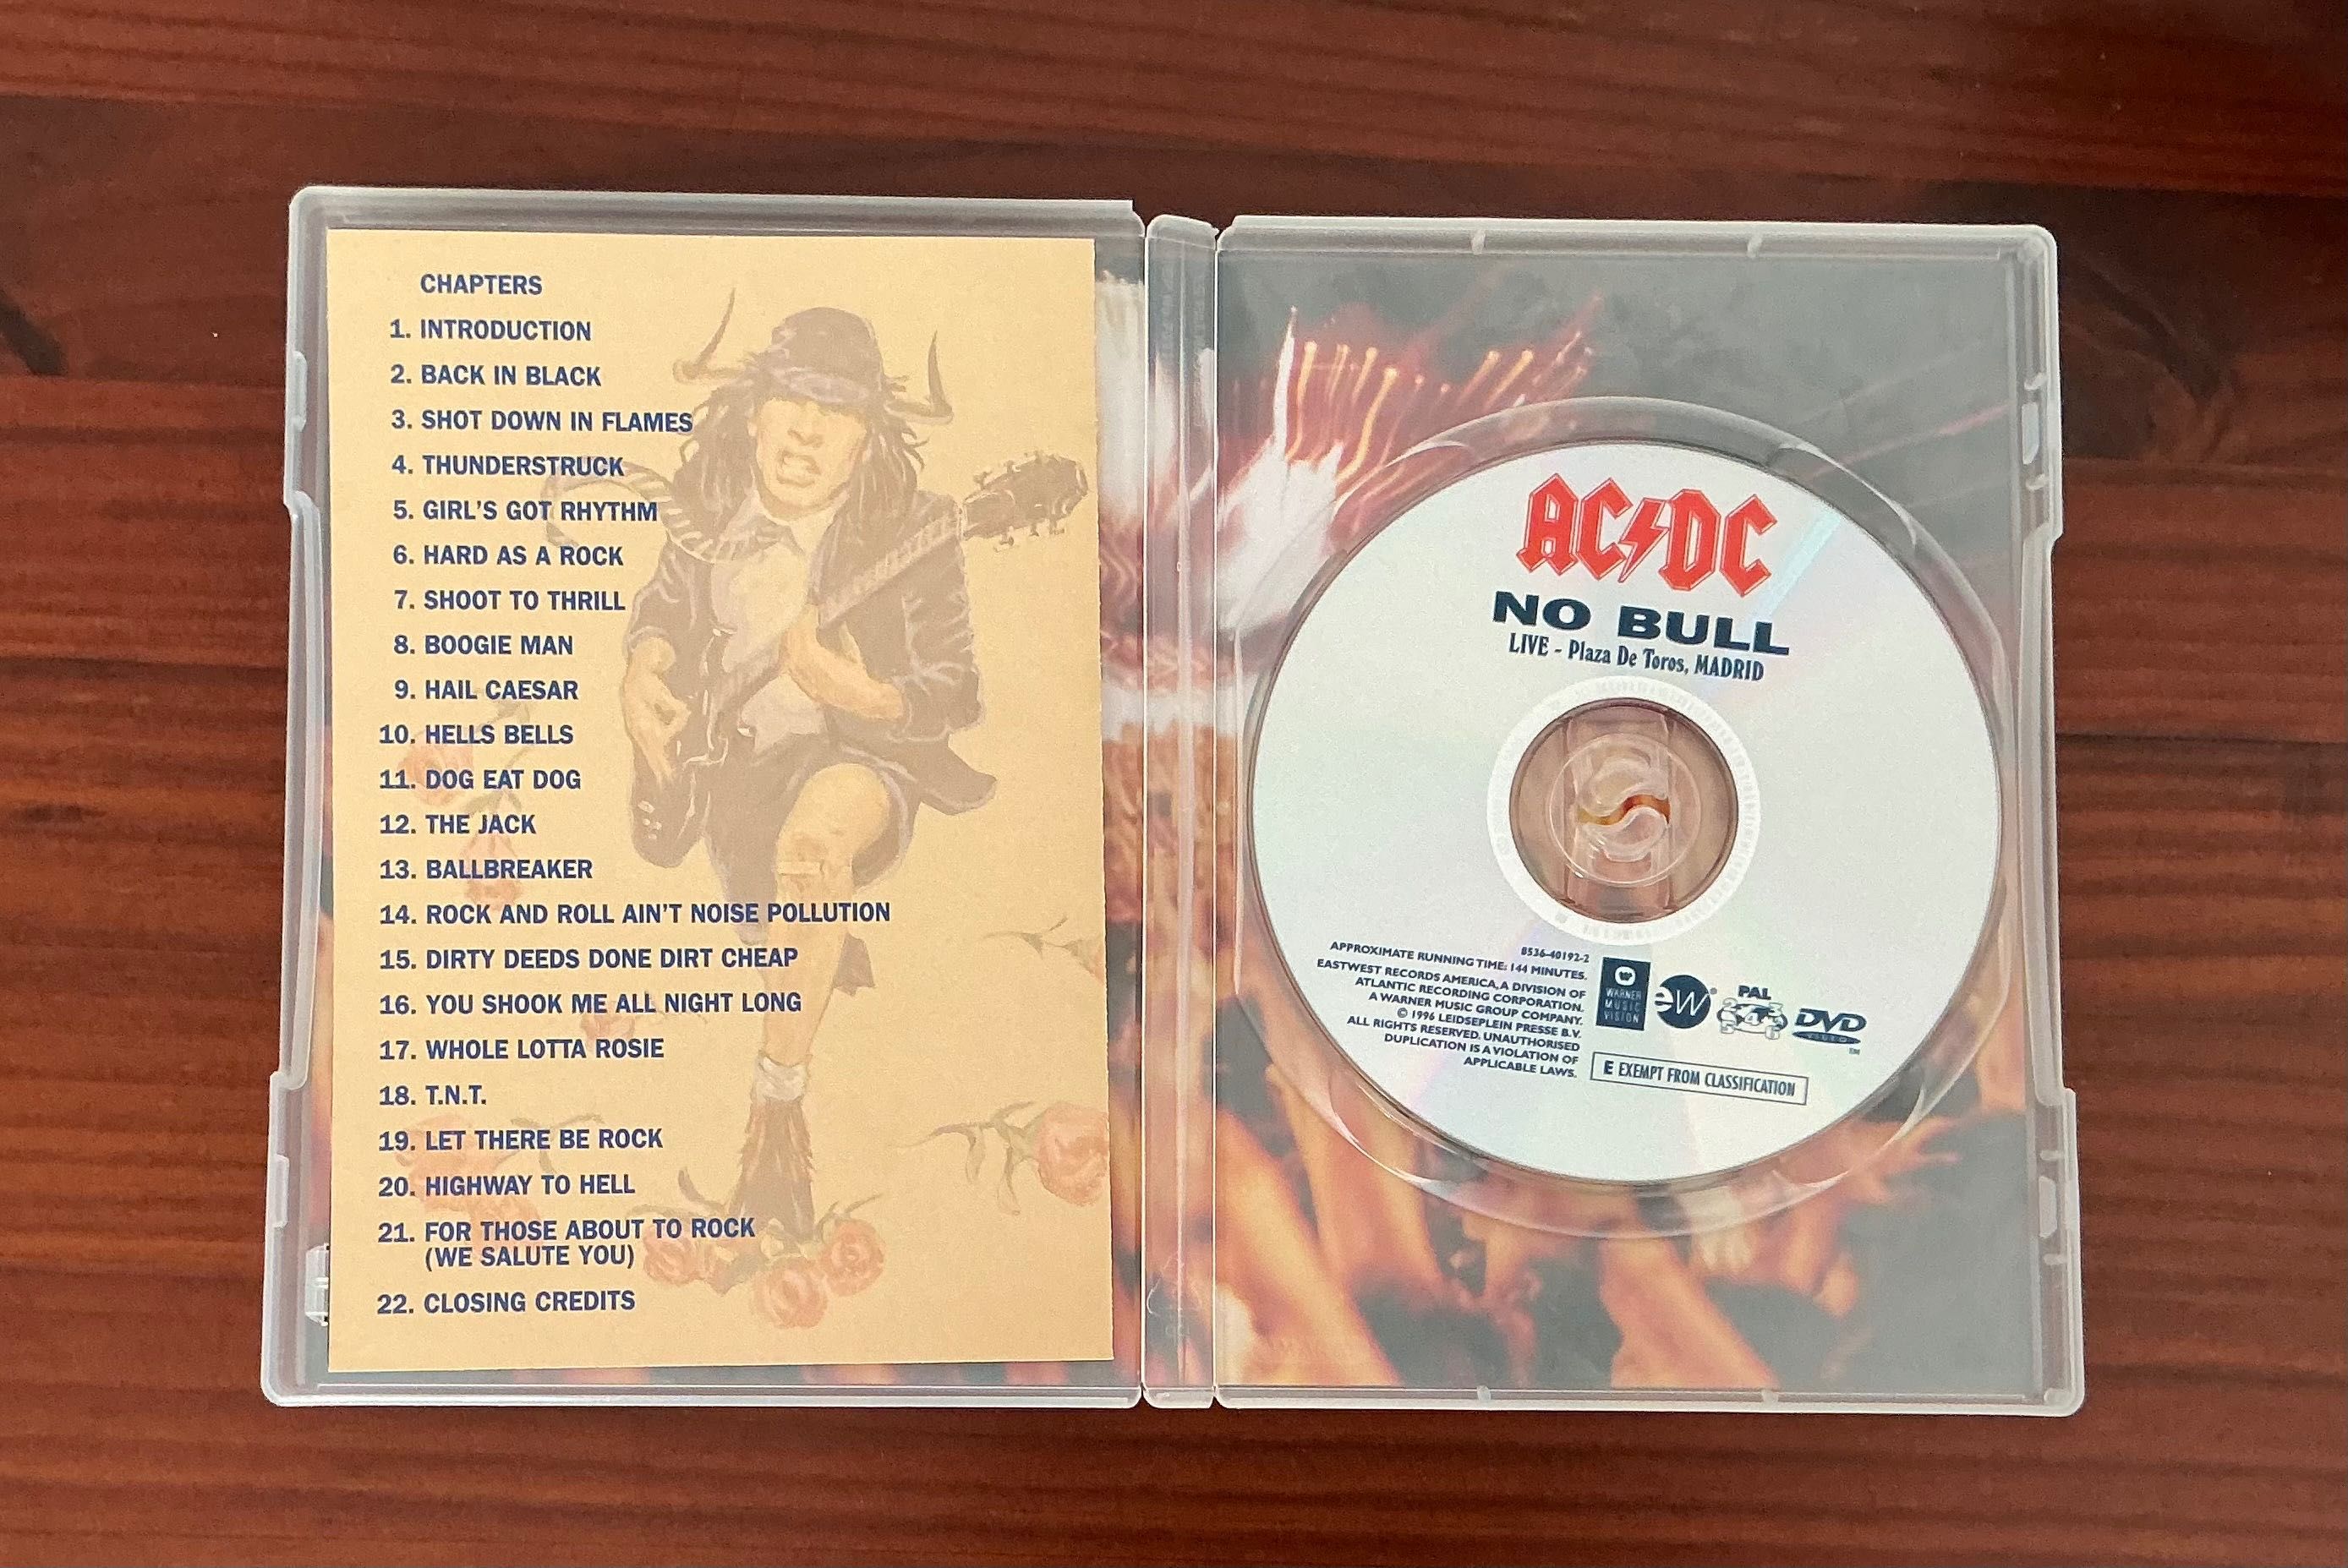 CHAPTERS
1. INTRODUCTION
2. BACK IN BLACK
3. SHOT DOWN IN FLAMES
4. THUNDERSTRUCK
5. GIRL'S GOT RHYTHM
6. HARD AS A ROCK
7. SHOOT TO THRILL
8. BOOGIE MAN
9. HAIL CAESAR
10. HELLS BELLS
11. DOG EAT DOG
12. THE JACK
13. BALLBREAKER
14. ROCK AND ROLL AIN'T NOISE POLLUTION
15. DIRTY DEEDS DONE DIRT CHEAP
16. YOU SHOOK ME ALL NIGHT LONG
17. WHOLE LOTTA ROSIE
18. T.N.T.
19. LET THERE BE ROCK
20. HIGHWAY TO HELL
21. FOR THOSE ABOUT TO ROCK
(WE SALUTE YOU)
22. CLOSING CREDITS
AC/DC
NO BULL
LIVE - Plaza De Toros, MADRID
8536-40192-2
APPROXIMATE RUNNING TIME: 144 MINUTES.
EASTWEST RECORDS AMERICA, A DIVISION OF
ATLANTIC RECORDING CORPORATION.
A WARNER MUSIC GROUP COMPANY.
© 1996 LEIDSEPLEIN PRESSE B.V.
ALL RIGHTS RESERVED. UNAUTHORISED
DUPLICATION IS A VIOLATION OF
APPLICABLE LAWS.
WARNER
MUSIC
VISION
ew
PAL
2 3
4
5 6
DVD
VIDEO
TM
E EXEMPT FROM CLASSIFICATION